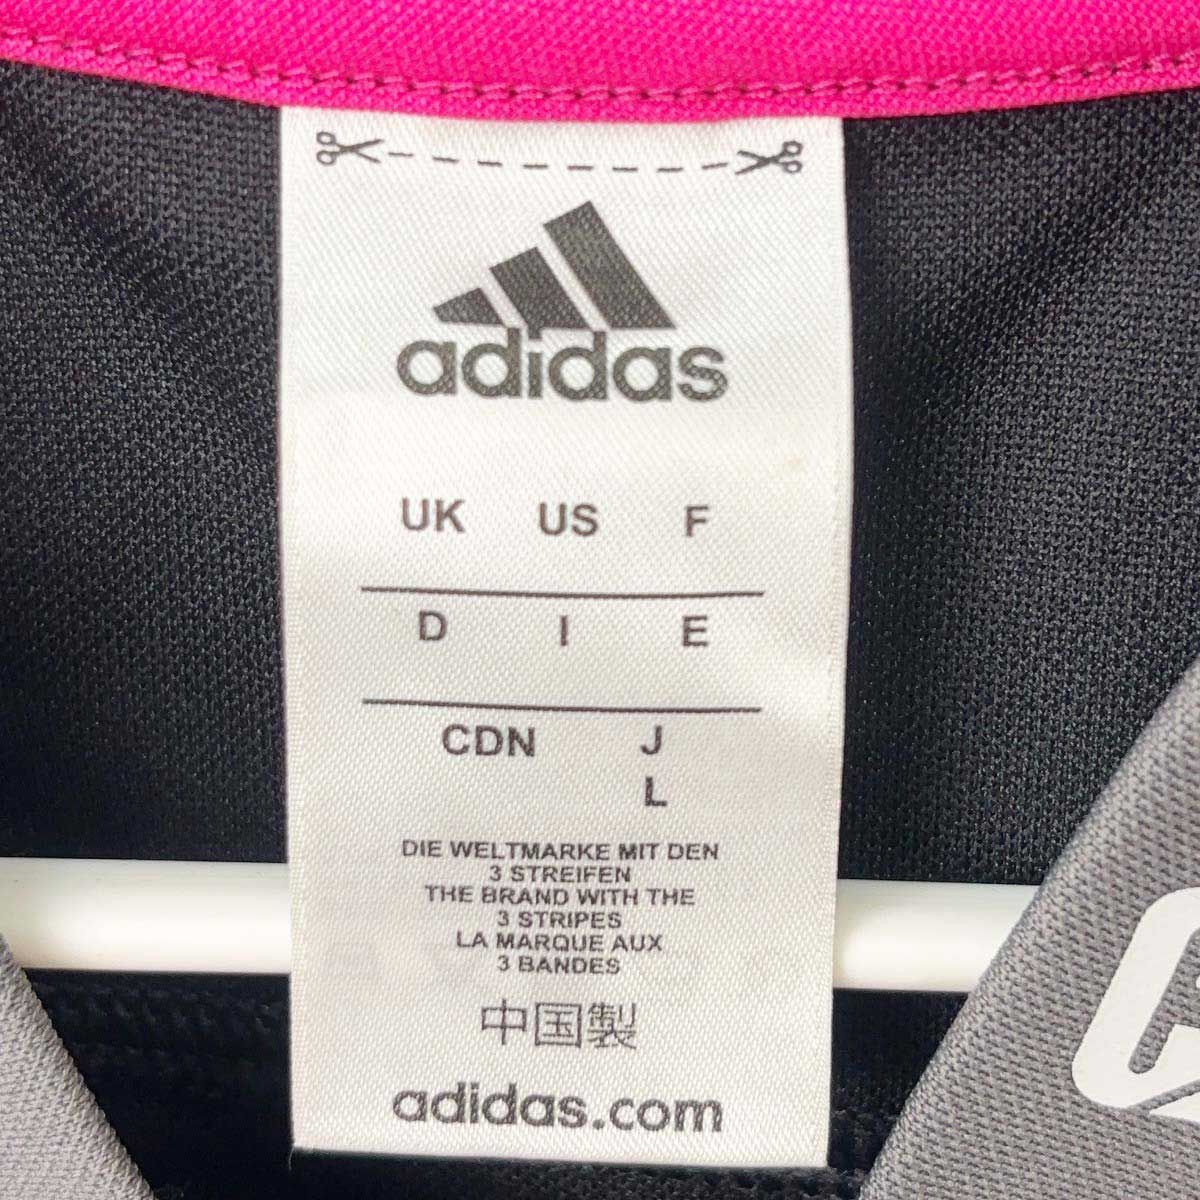 adidas
UK US F
D I E
CDN J
L
DIE WELTMARKE MIT DEN
3 STREIFEN
THE BRAND WITH THE
3 STRIPES
LA MARQUE AUX
3 BANDES
中国製
adidas.com